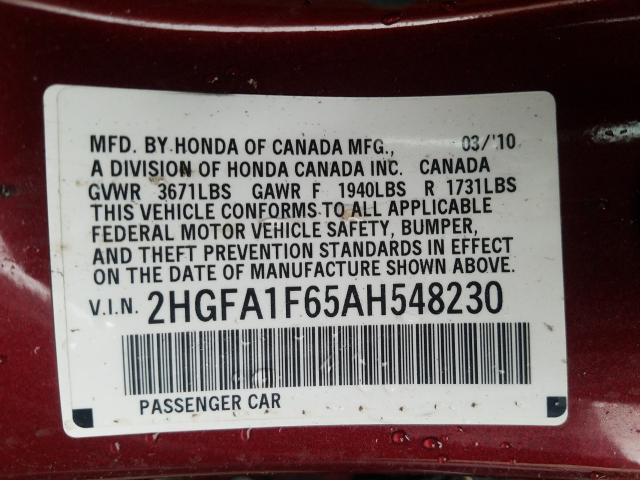 MFD. BY HONDA OF CANADA MFG., 03/'10
A DIVISION OF HONDA CANADA INC. CANADA
GVWR 3671LBS GAWR F 1940LBS R 1731LBS
THIS VEHICLE CONFORMS TO ALL APPLICABLE
FEDERAL MOTOR VEHICLE SAFETY, BUMPER,
AND THEFT PREVENTION STANDARDS IN EFFECT
ON THE DATE OF MANUFACTURE SHOWN ABOVE.
V.I.N. 2HGFA1F65AH548230
PASSENGER CAR